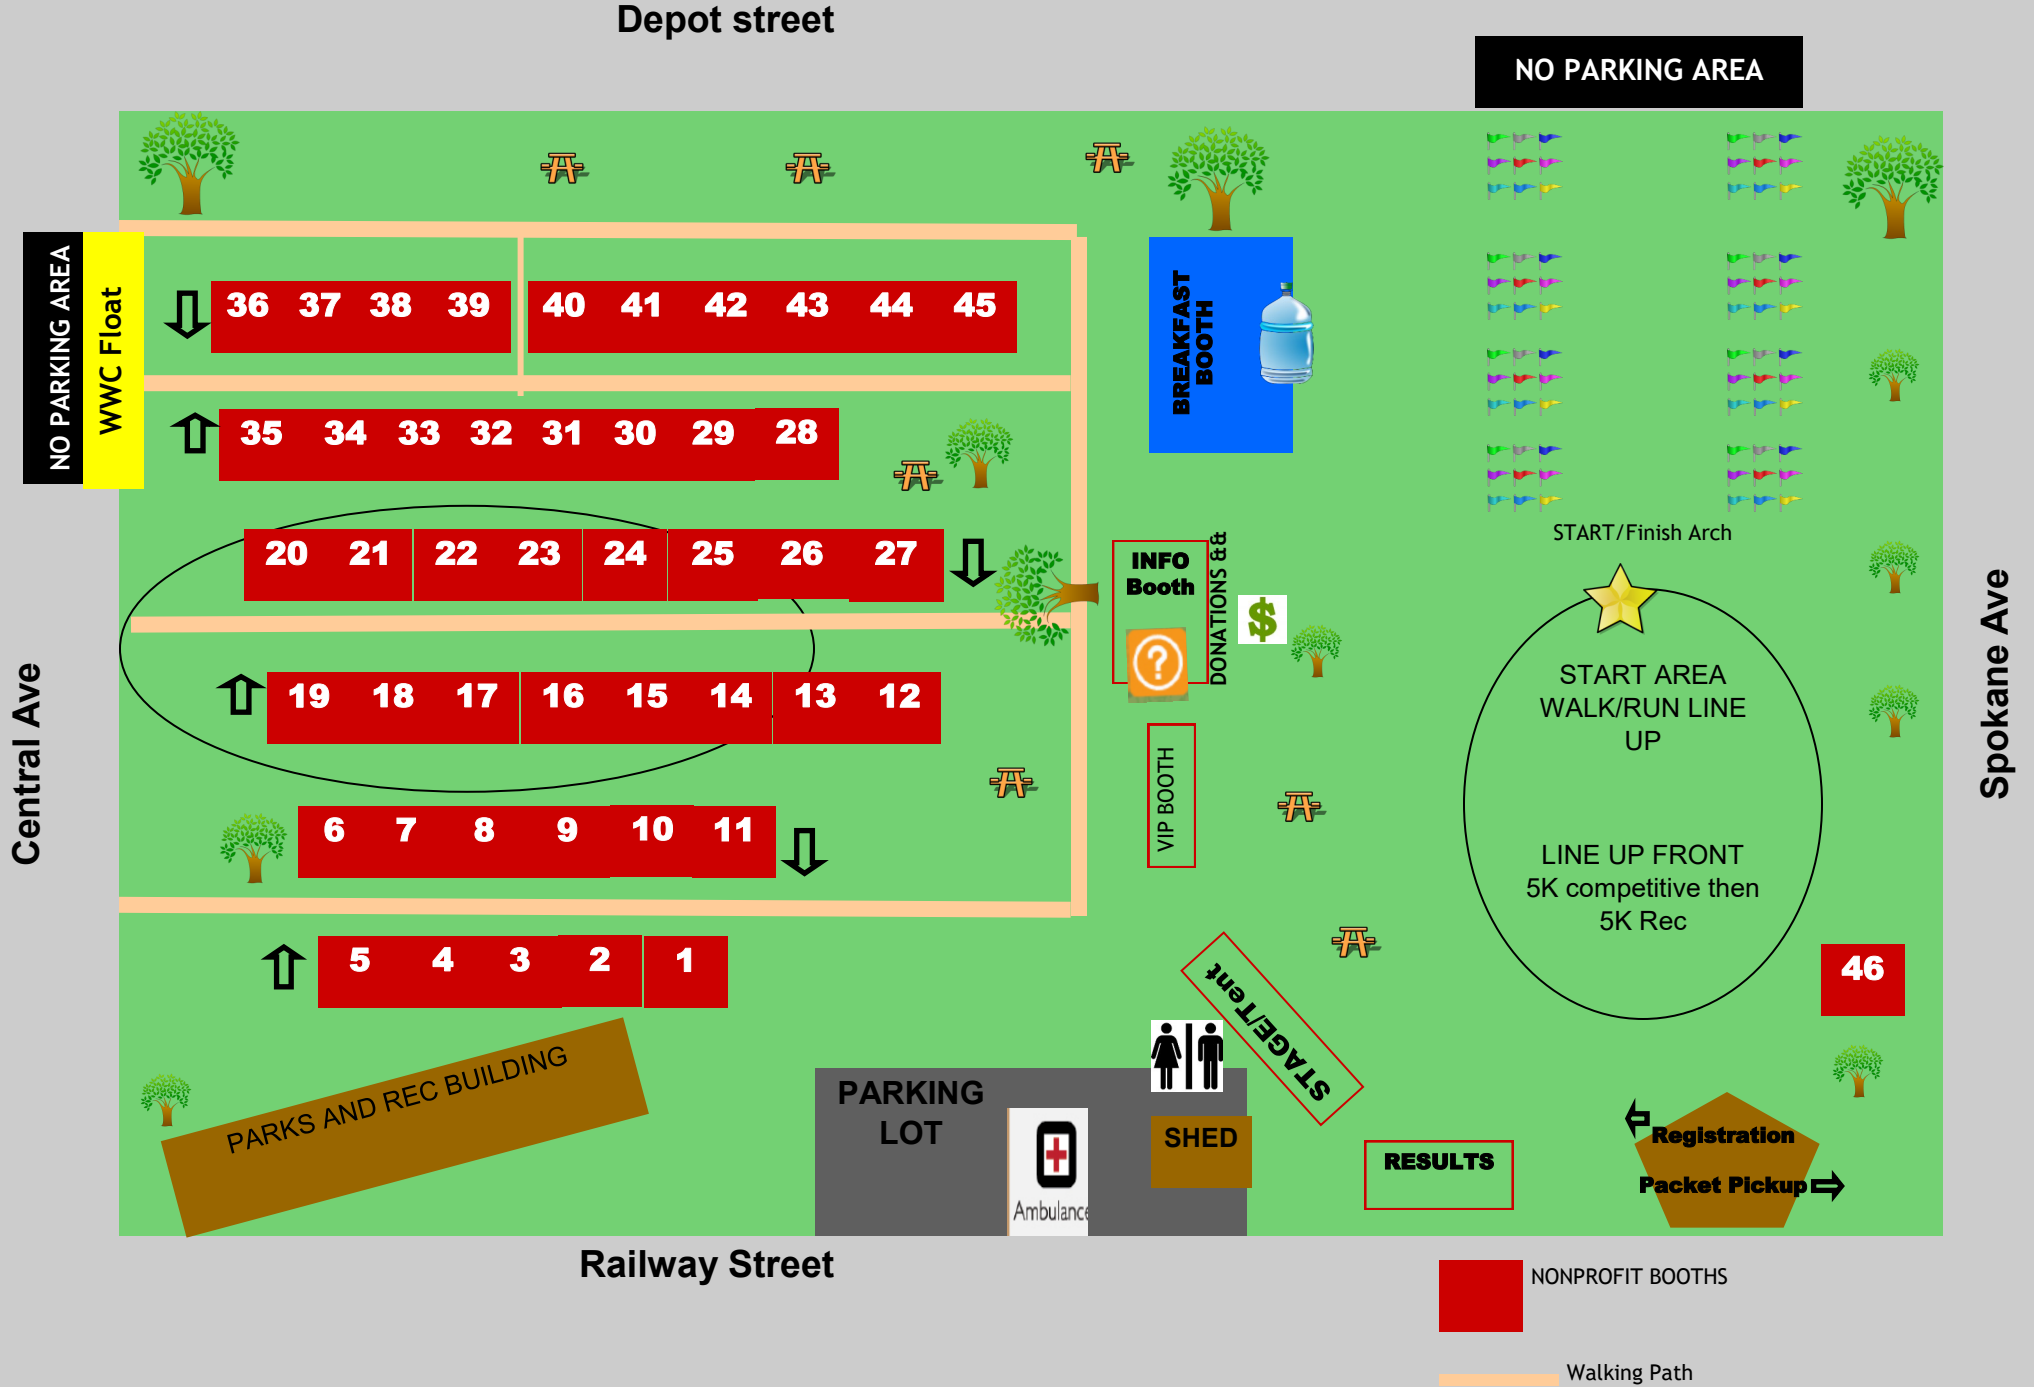 Depot street
NO PARKING AREA
NO PARKING AREA
WWC Float
36 37 38 39 40 41 42 43 44 45
BREAKFAST
BOOTH
35 34 33 32 31 30 29 28
START/Finish Arch
20 21 22 23 24 25 26 27
INFO
Booth
?
DONATIONS &&
$
START AREA
WALK/RUN LINE
UP
LINE UP FRONT
5K competitive then
5K Rec
Central Ave
Spokane Ave
19 18 17 16 15 14 13 12
VIP BOOTH
6 7 8 9 10 11
5 4 3 2 1
46
STAGE/Tent
PARKS AND REC BUILDING
PARKING
LOT
Ambulance
SHED
RESULTS
Registration
Packet Pickup
Railway Street
NONPROFIT BOOTHS
Walking Path